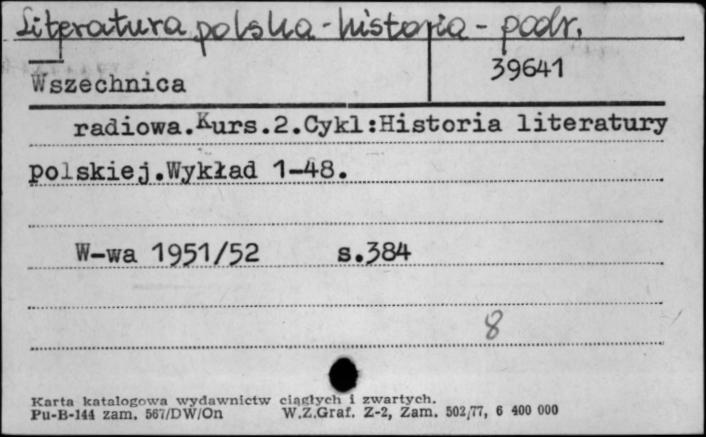 Literatura polska - historia - podr.
39641
Wszechnica
radiowa.Kurs.2.Cykl:Historia literatury
polskiej.Wykład 1-48.
W-wa 1951/52 s.384
8
Karta katalogowa wydawnictw ciągłych i zwartych.
Pu-B-144 zam. 567/DW/On W.Z.Graf. Z-2, Zam. 502/77, 6 400 000